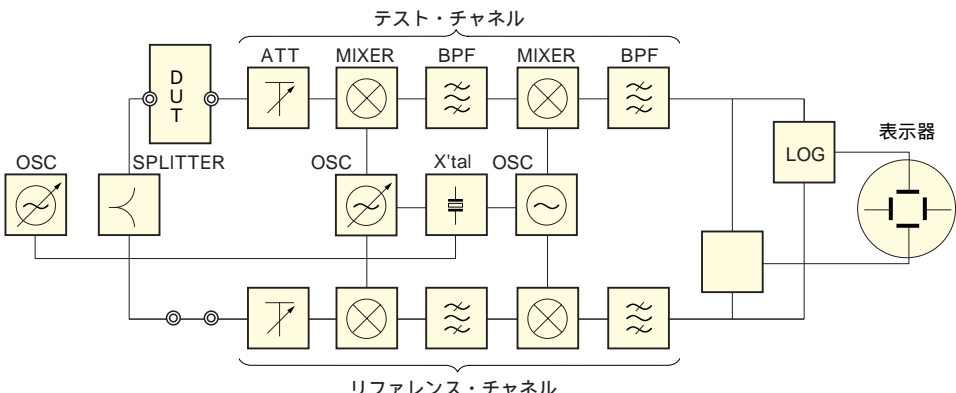 テスト・チャネル
ATT MIXER BPF MIXER BPF
DUT
OSC SPLITTER OSC X'tal OSC
LOG
表示器
リファレンス・チャネル